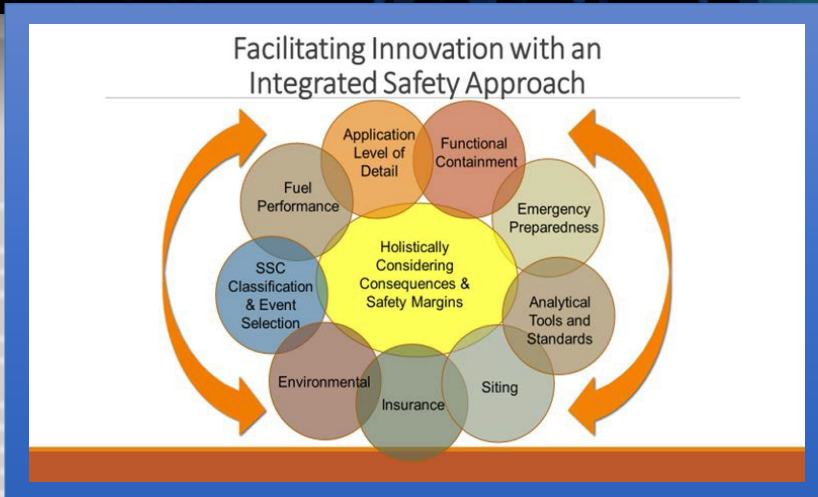 Facilitating Innovation with an
Integrated Safety Approach
Application
Level of
Detail
Functional
Containment
Fuel
Performance
Emergency
Preparedness
Holistically
Considering
Consequences &
Safety Margins
SSC
Classification
& Event
Selection
Analytical
Tools and
Standards
Environmental
Insurance
Siting